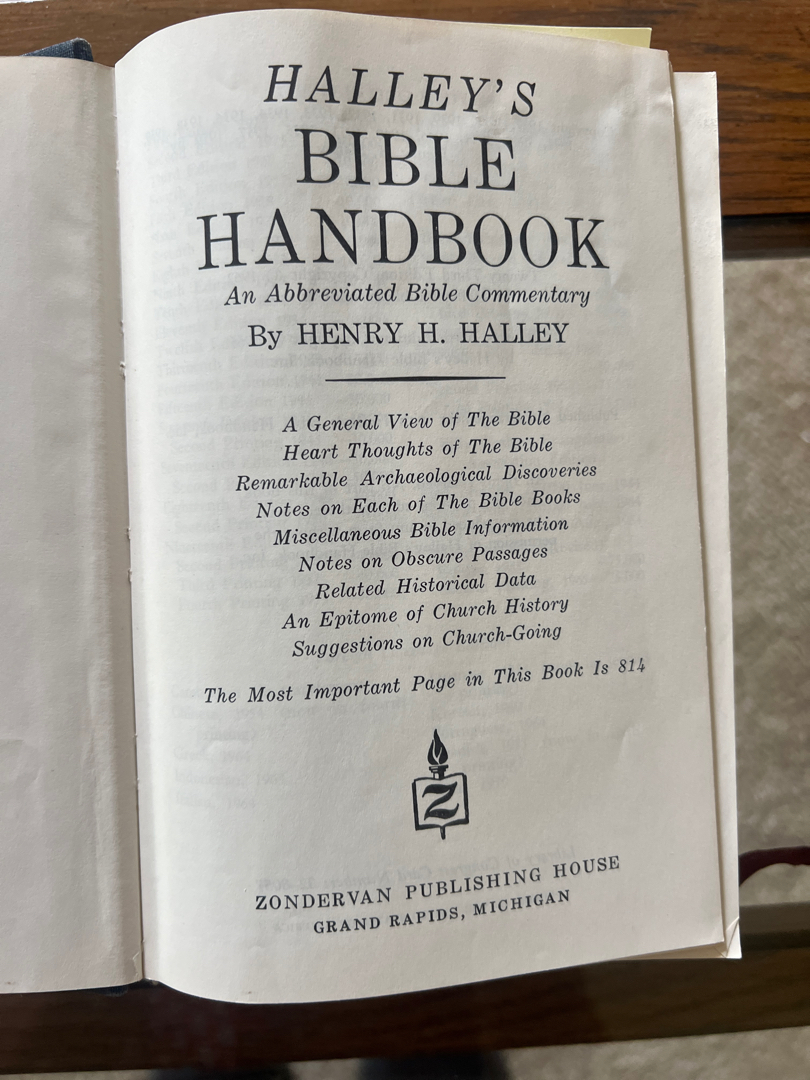 HALLEY'S
BIBLE
HANDBOOK
An Abbreviated Bible Commentary
By HENRY H. HALLEY
A General View of The Bible
Heart Thoughts of The Bible
Remarkable Archaeological Discoveries
Notes on Each of The Bible Books
Miscellaneous Bible Information
Notes on Obscure Passages
Related Historical Data
An Epitome of Church History
Suggestions on Church-Going
The Most Important Page in This Book Is 814
Z
ZONDERVAN PUBLISHING HOUSE
GRAND RAPIDS, MICHIGAN